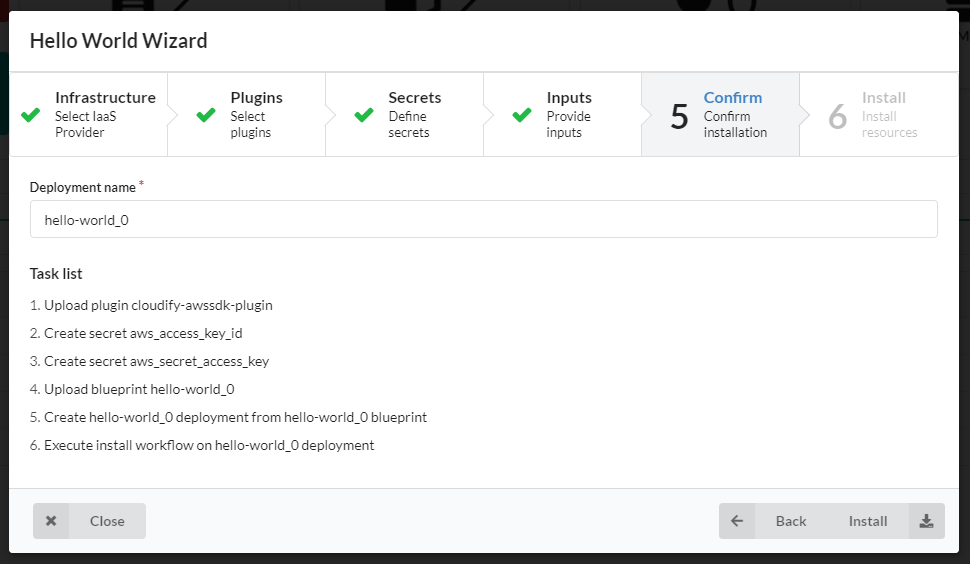 Hello World Wizard
Infrastructure
Select IaaS
Provider
Plugins
Select
plugins
Secrets
Define
secrets
Inputs
Provide
inputs
5
Confirm
Confirm
installation
6
Install
Install
resources
Deployment name *
hello-world_0
Task list
1. Upload plugin cloudify-awssdk-plugin
2. Create secret aws_access_key_id
3. Create secret aws_secret_access_key
4. Upload blueprint hello-world_0
5. Create hello-world_0 deployment from hello-world_0 blueprint
6. Execute install workflow on hello-world_0 deployment
Close
Back
Install